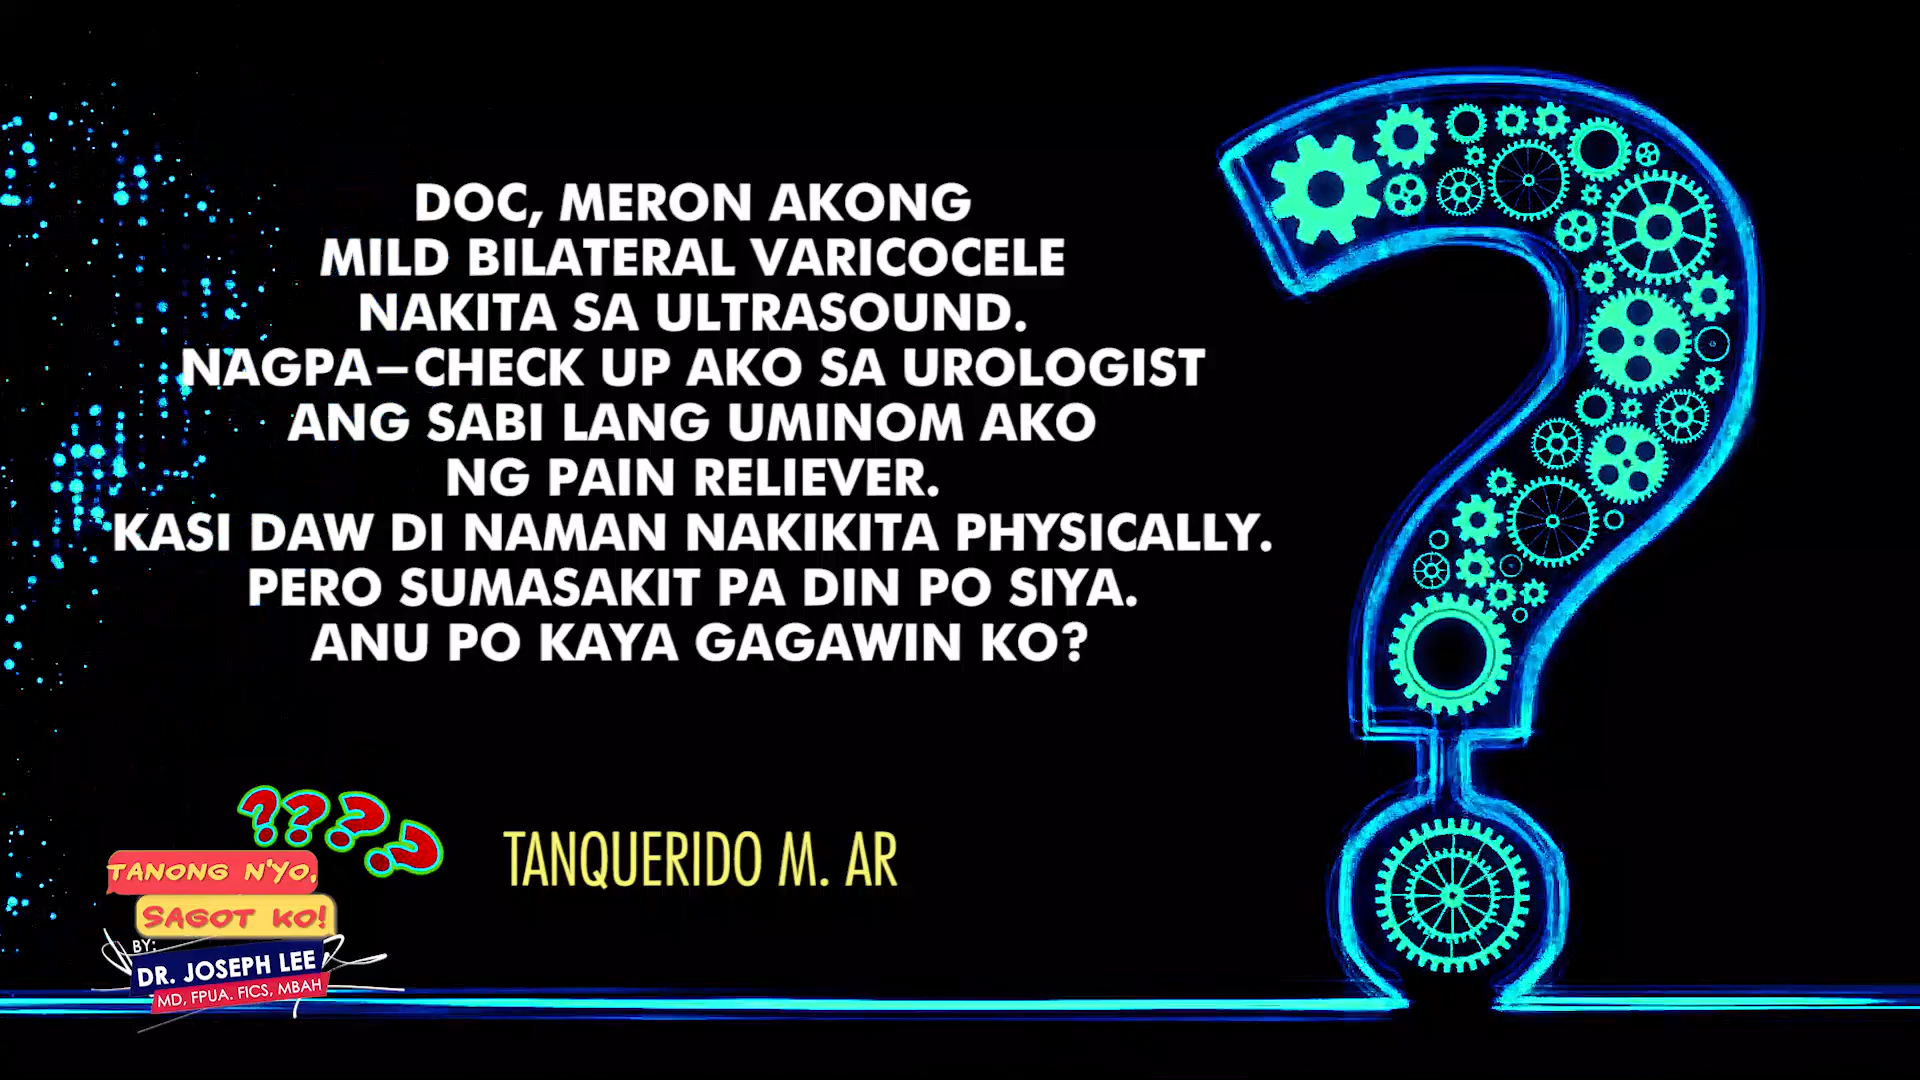 DOC, MERON AKONG
MILD BILATERAL VARICOCELE
NAKITA SA ULTRASOUND.
NAGPA–CHECK UP AKO SA UROLOGIST
ANG SABI LANG UMINOM AKO
NG PAIN RELIEVER.
KASI DAW DI NAMAN NAKIKITA PHYSICALLY.
PERO SUMASAKIT PA DIN PO SIYA.
ANU PO KAYA GAGAWIN KO?
????
TANONG N'YO,
SAGOT KO!
BY:
DR. JOSEPH LEE
MD, FPUA. FICS, MBAH
TANQUERIDO M. AR